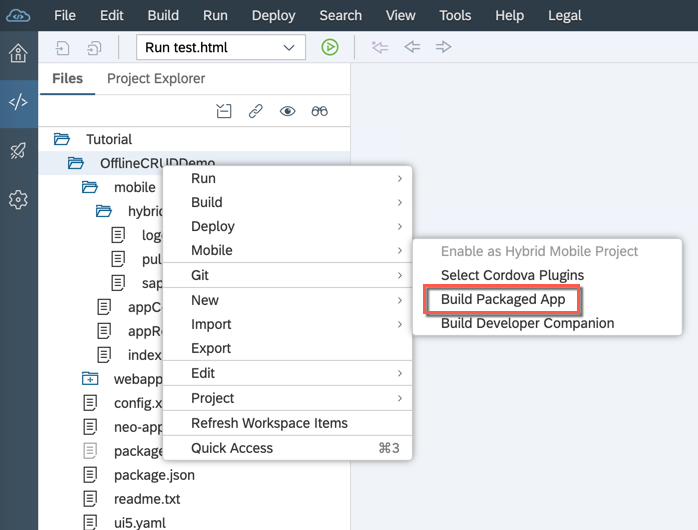 File Edit Build Run Deploy Search View Tools Help Legal
Run test.html
Files Project Explorer
Tutorial
OfflineCRUDDemo
mobile
Run
Build
Deploy
Mobile
Git
New
Import
Export
Edit
Project
Refresh Workspace Items
Quick Access ⌘3
Enable as Hybrid Mobile Project
Select Cordova Plugins
Build Packaged App
Build Developer Companion
hybri
log
pul
sap
appC
appRe
index
webapp
config.x
neo-app
package
package.json
readme.txt
ui5.yaml